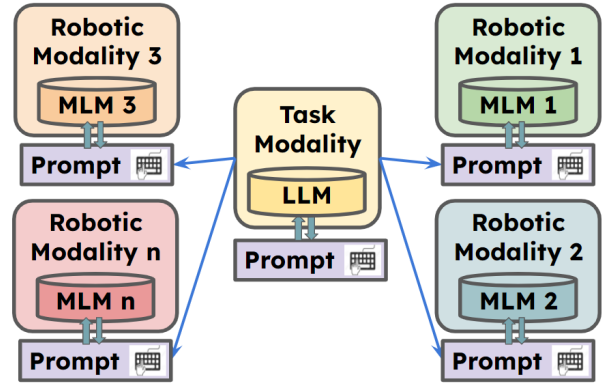 Robotic
Modality 3
MLM 3
Prompt
Robotic
Modality 1
MLM 1
Prompt
Task
Modality
LLM
Prompt
Robotic
Modality n
MLM n
Prompt
Robotic
Modality 2
MLM 2
Prompt